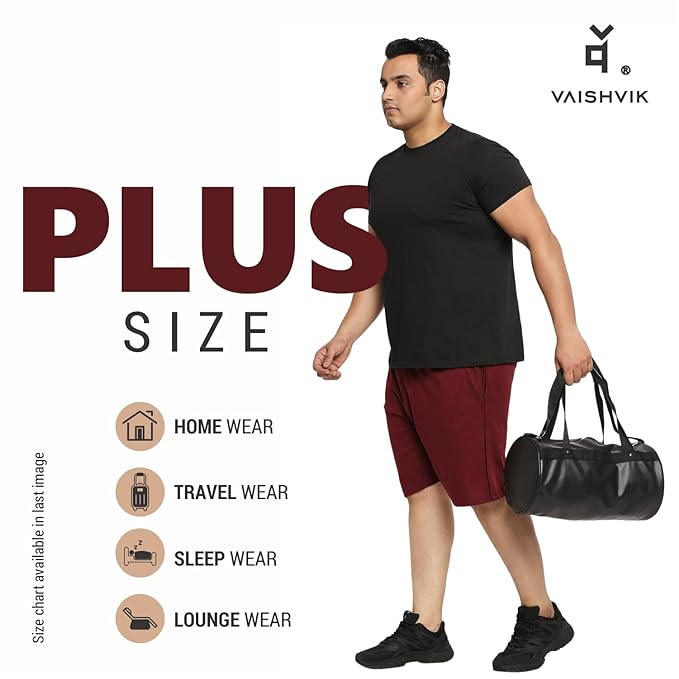 VAISHVIK
®
PLUS
SIZE
HOME WEAR
TRAVEL WEAR
SLEEP WEAR
LOUNGE WEAR
Size chart available in last image